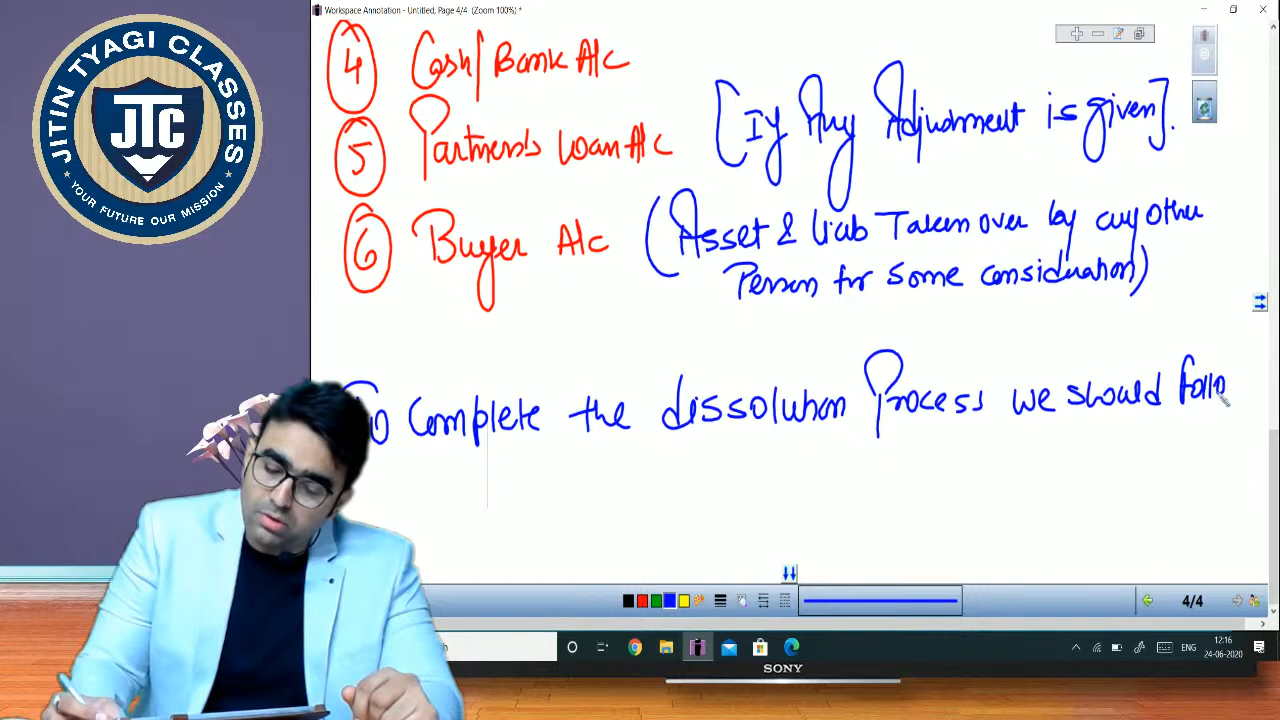 Workspace Annotation - Untitled, Page 4/4 (Zoom 100%) *
JITIN TYAGI CLASSES
JTC
YOUR FUTURE OUR MISSION
4 Cash/Bank A/c
5 Partner's Loan A/c [If Any Adjustment is given].
6 Buyer A/c (Asset & Liab Taken over by any other
Person for some consideration)
To Complete the dissolution Process we should follo
4/4
12:16
ENG
24-06-2020
SONY